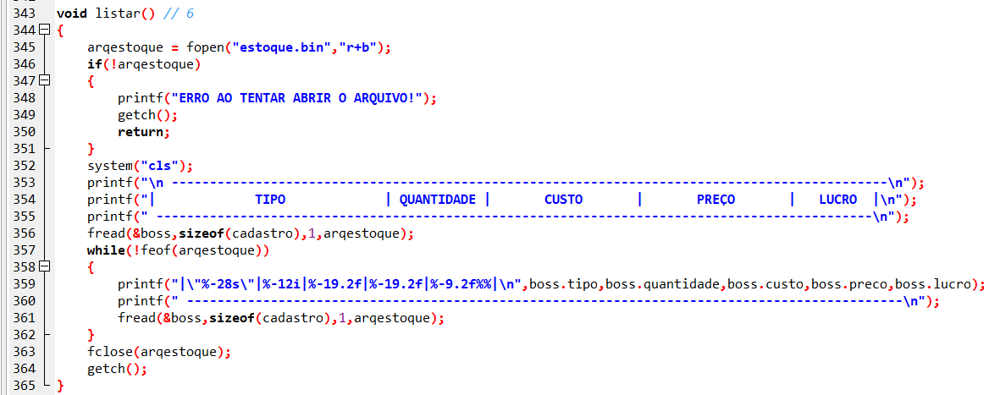 343 void listar() // 6
344 {
345     arqestoque = fopen("estoque.bin","r+b");
346     if(!arqestoque)
347     {
348         printf("ERRO AO TENTAR ABRIR O ARQUIVO!");
349         getch();
350         return;
351     }
352     system("cls");
353     printf("\n ----------------------------------------------------------------------------------------------\n");
354     printf("|             TIPO             | QUANTIDADE |       CUSTO       |       PREÇO       |   LUCRO  |\n");
355     printf(" ----------------------------------------------------------------------------------------------\n");
356     fread(&boss,sizeof(cadastro),1,arqestoque);
357     while(!feof(arqestoque))
358     {
359         printf("|\"%-28s\"|%-12i|%-19.2f|%-19.2f|%-9.2f%%|\n",boss.tipo,boss.quantidade,boss.custo,boss.preco,boss.lucro);
360         printf(" ----------------------------------------------------------------------------------------------\n");
361         fread(&boss,sizeof(cadastro),1,arqestoque);
362     }
363     fclose(arqestoque);
364     getch();
365 }